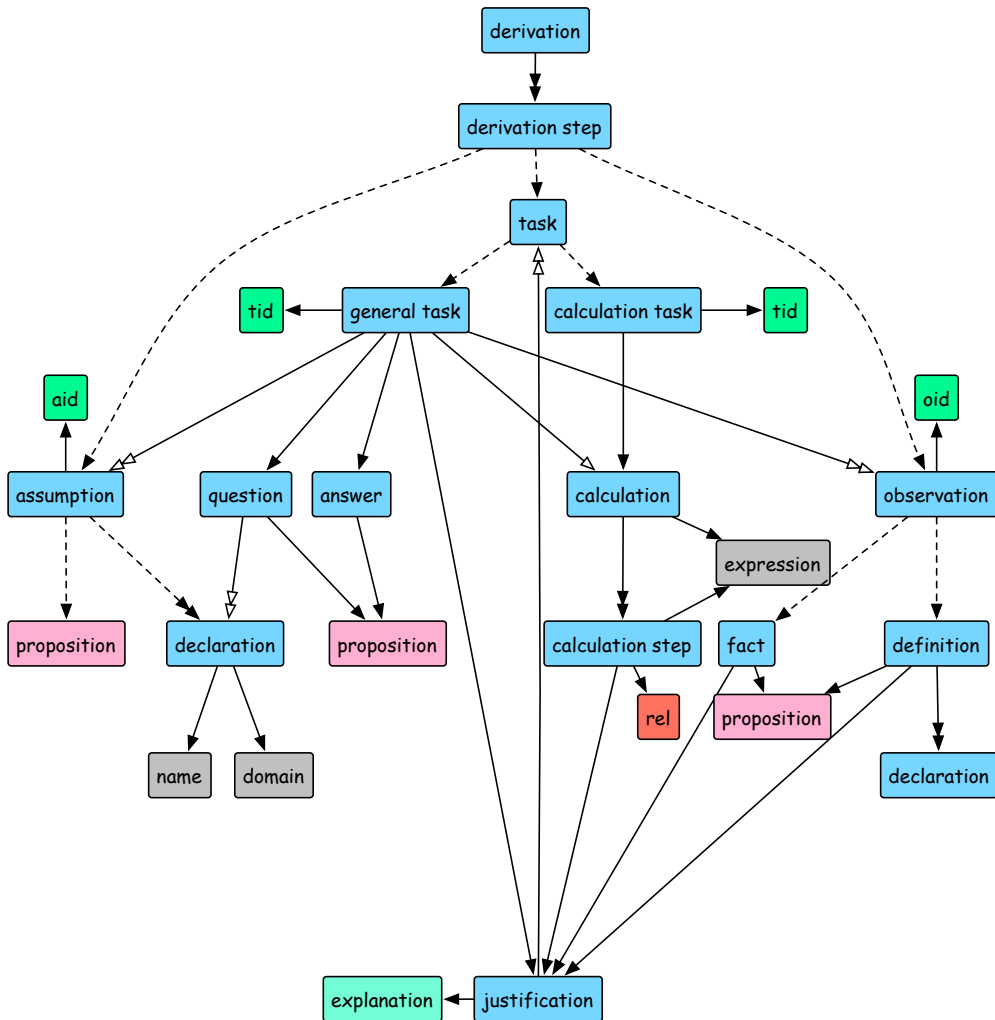 derivation
derivation step
task
tid
general task
calculation task
tid
aid
oid
assumption
question
answer
calculation
observation
expression
proposition
declaration
proposition
calculation step
fact
definition
rel
proposition
name
domain
declaration
explanation
justification